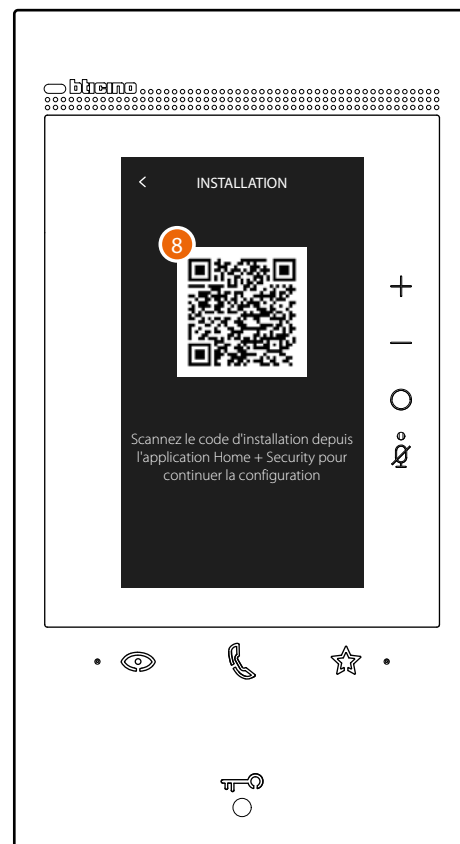 bticino
< INSTALLATION
8
Scannez le code d'installation depuis
l'application Home + Security pour
continuer la configuration